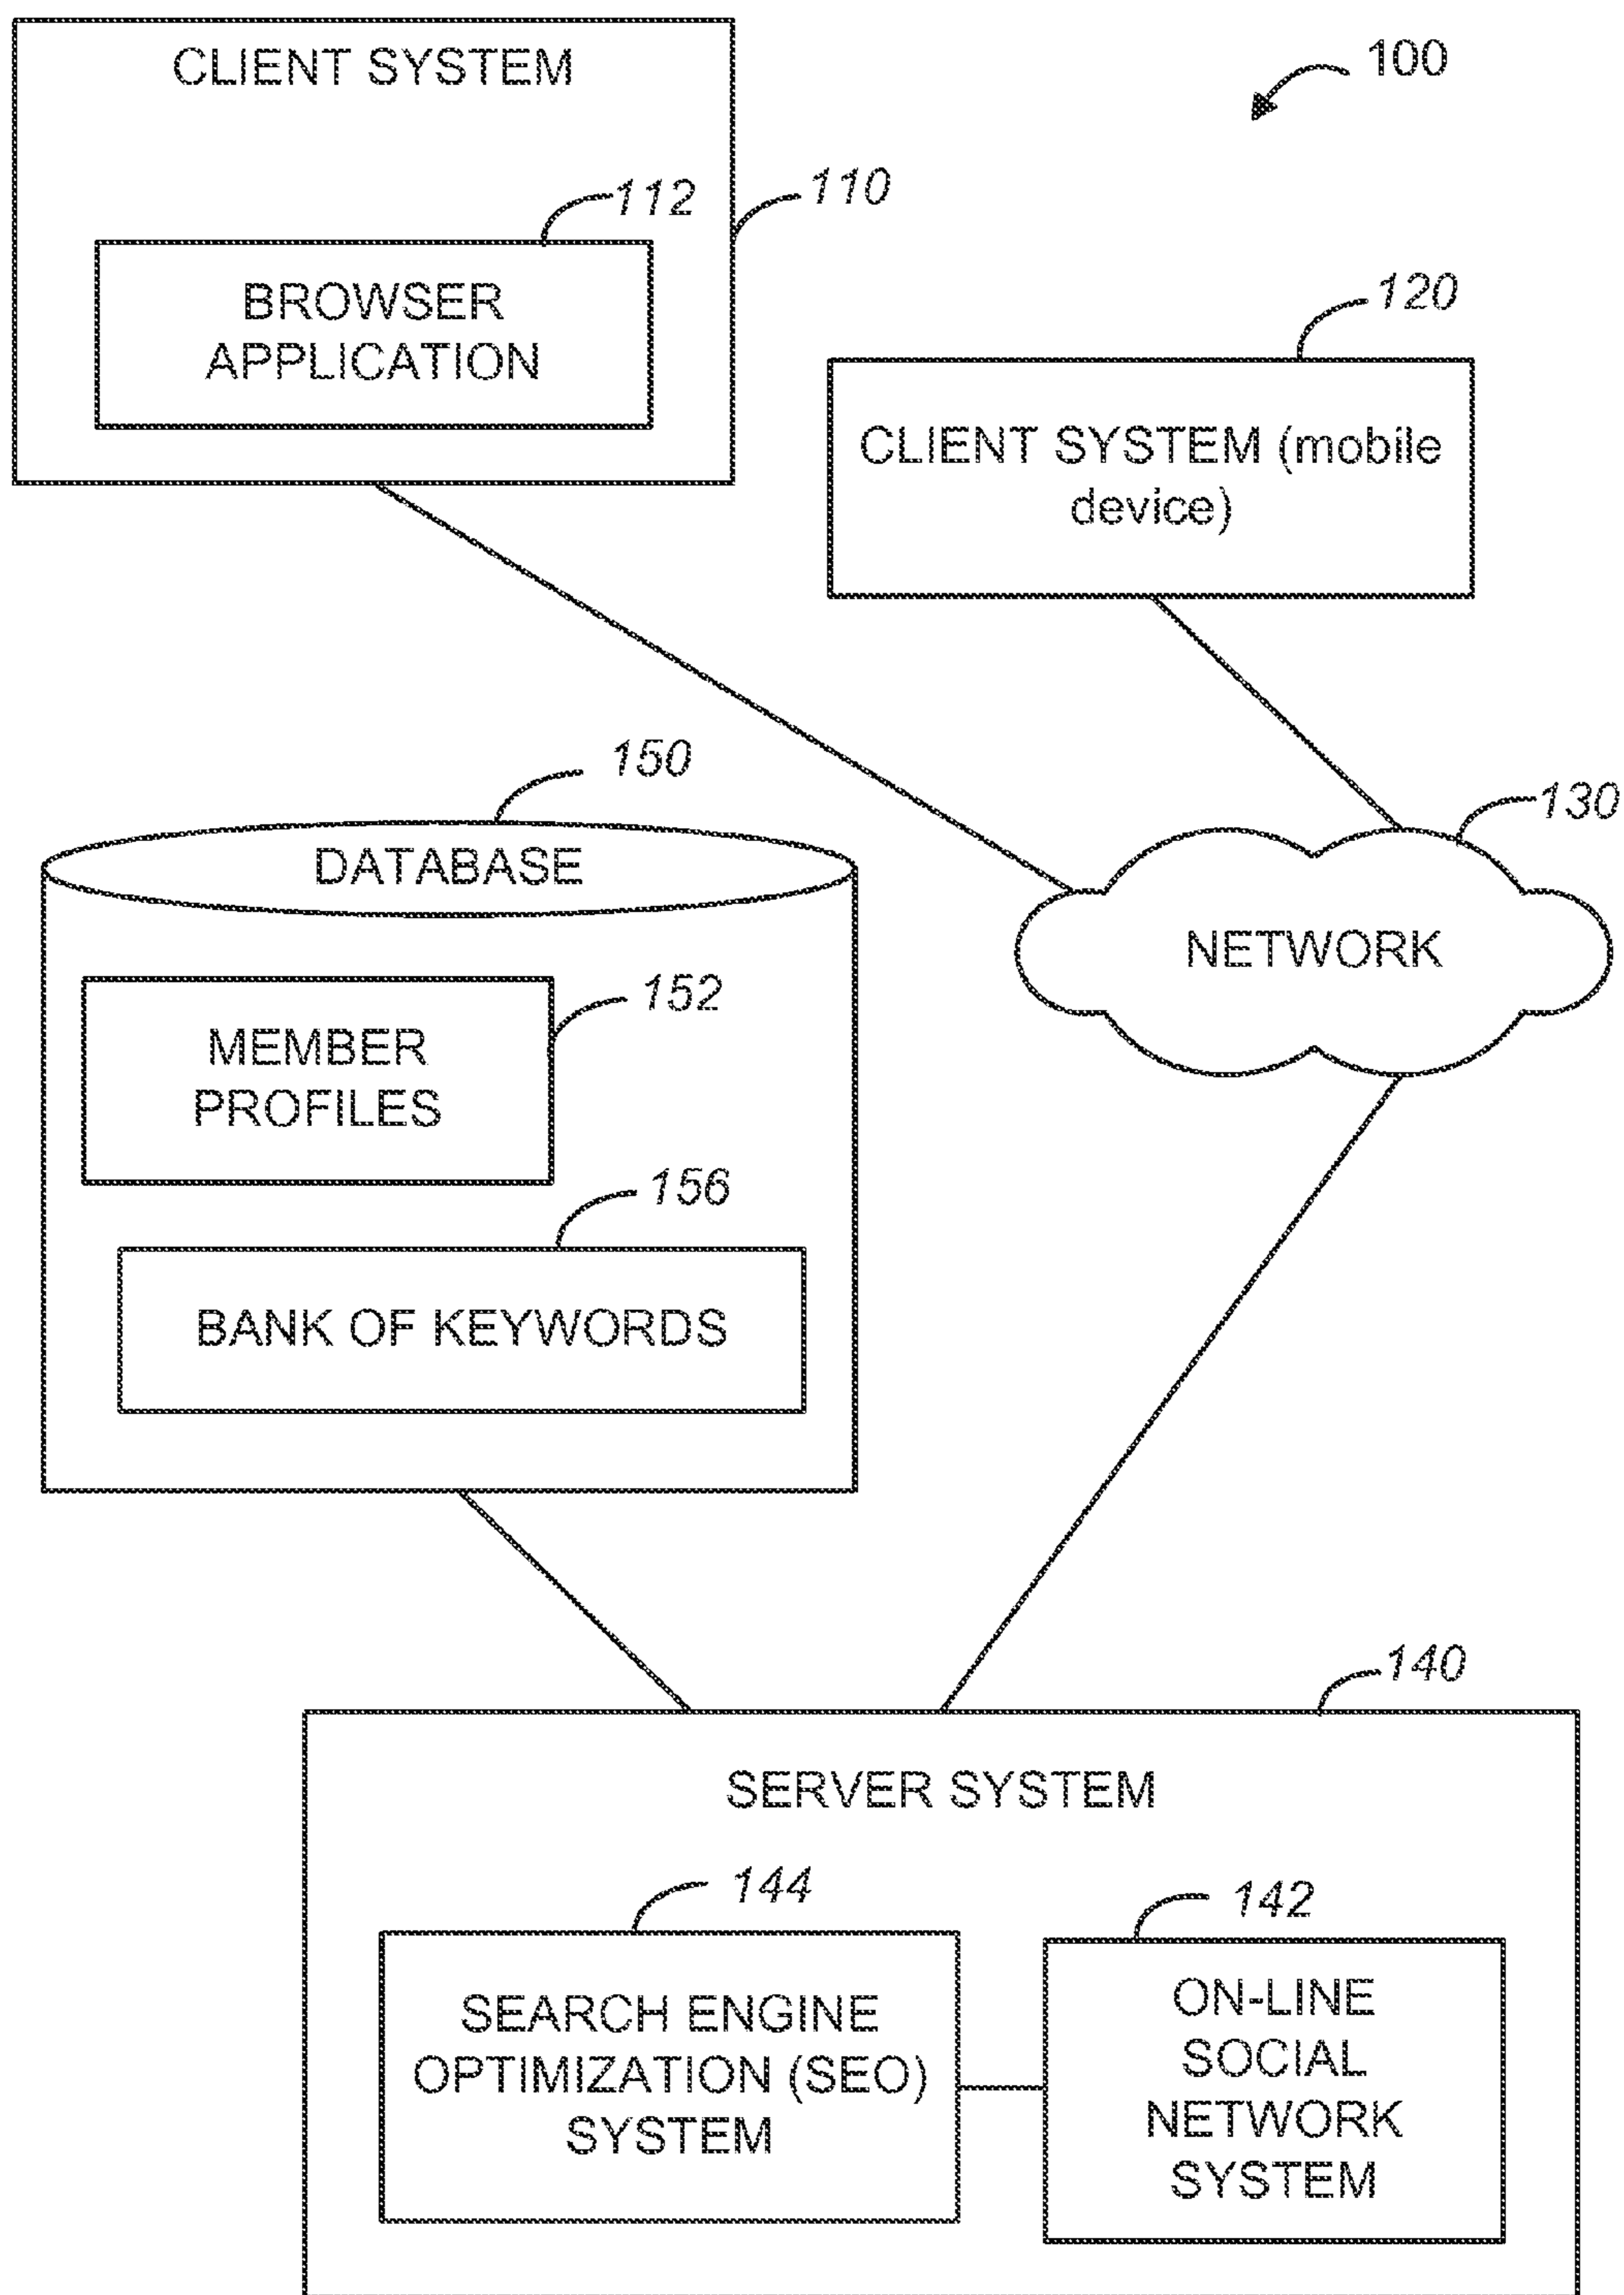 CLIENT SYSTEM
100
112
110
BROWSER
APPLICATION
120
CLIENT SYSTEM (mobile
device)
150
130
DATABASE
NETWORK
152
MEMBER
PROFILES
156
BANK OF KEYWORDS
140
SERVER SYSTEM
144
142
SEARCH ENGINE
OPTIMIZATION (SEO)
SYSTEM
ON-LINE
SOCIAL
NETWORK
SYSTEM